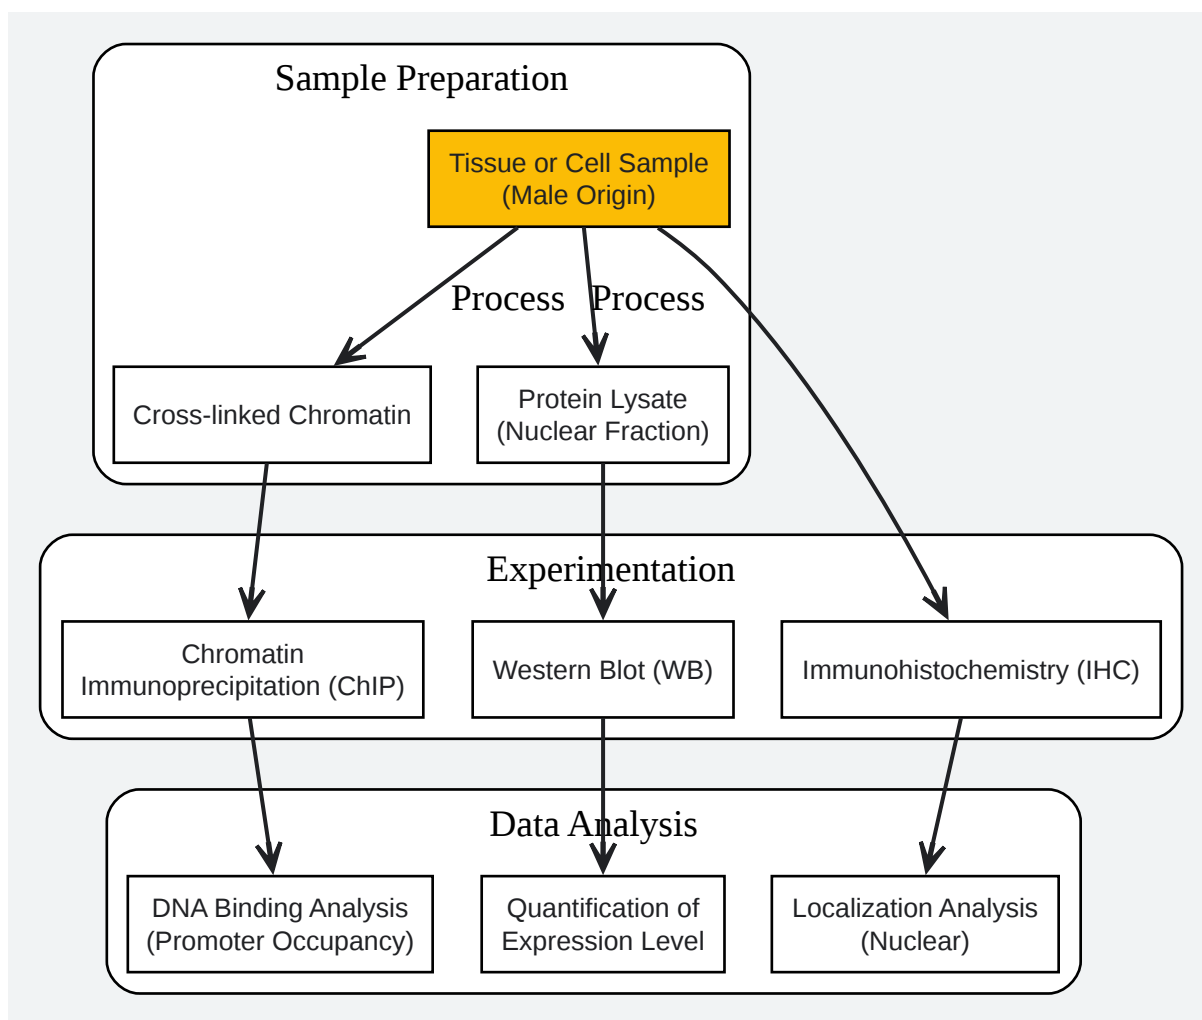 Sample Preparation
Tissue or Cell Sample
(Male Origin)
Process
Process
Cross-linked Chromatin
Protein Lysate
(Nuclear Fraction)
Experimentation
Chromatin
Immunoprecipitation (ChIP)
Western Blot (WB)
Immunohistochemistry (IHC)
Data Analysis
DNA Binding Analysis
(Promoter Occupancy)
Quantification of
Expression Level
Localization Analysis
(Nuclear)